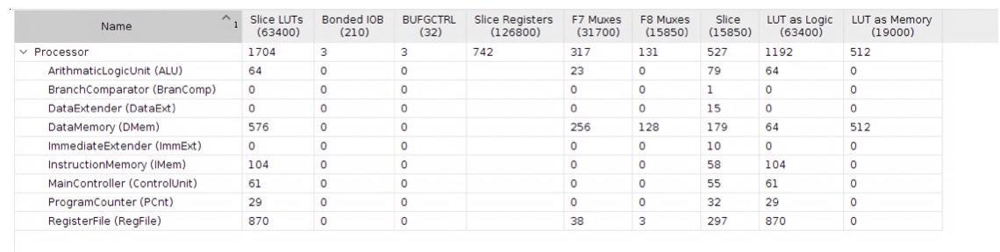 Name 1 Slice LUTs (63400) Bonded IOB (210) BUFGCTRL (32) Slice Registers (126800) F7 Muxes (31700) F8 Muxes (15850) Slice (15850) LUT as Logic (63400) LUT as Memory (19000)
Processor 1704 3 3 742 317 131 527 1192 512
ArithmaticLogicUnit (ALU) 64 0 0 23 0 79 64 0
BranchComparator (BranComp) 0 0 0 0 0 1 0 0
DataExtender (DataExt) 0 0 0 0 0 15 0 0
DataMemory (DMem) 576 0 0 256 128 179 64 512
ImmediateExtender (ImmExt) 0 0 0 0 0 10 0 0
InstructionMemory (IMem) 104 0 0 0 0 58 104 0
MainController (ControlUnit) 61 0 0 0 0 55 61 0
ProgramCounter (PCnt) 29 0 0 0 0 32 29 0
RegisterFile (RegFile) 870 0 0 38 3 297 870 0